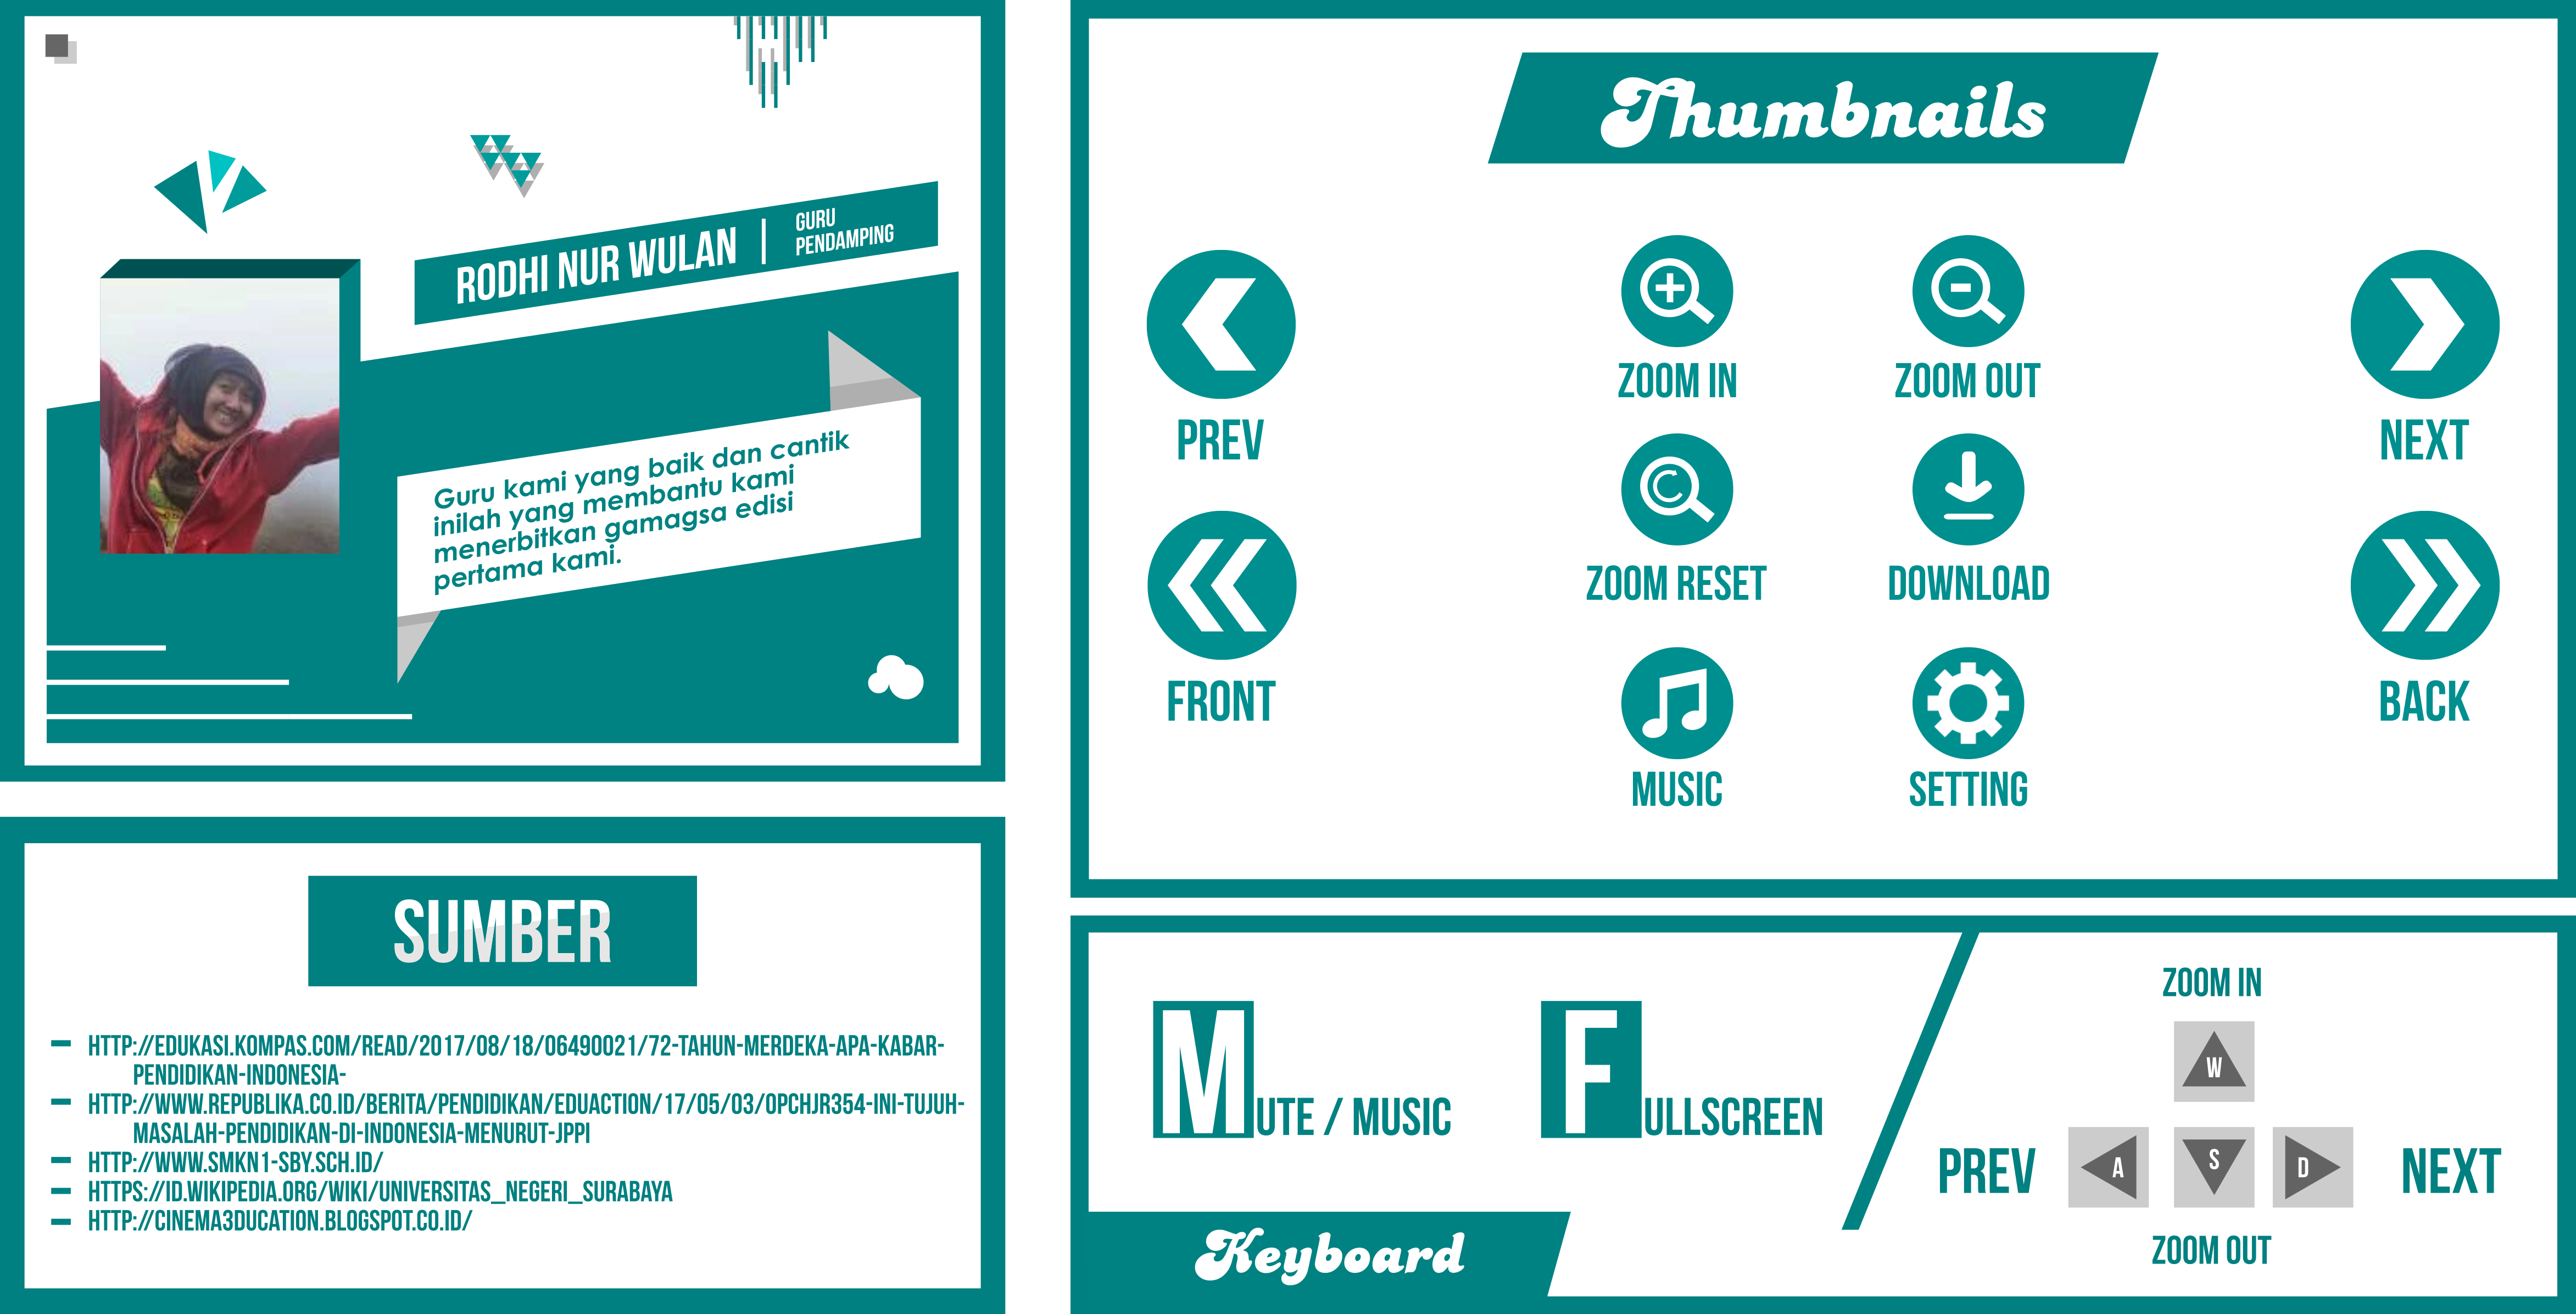 RODHI NUR WULAN
GURU
PENDAMPING
Guru kami yang baik dan cantik
inilah yang membantu kami
menerbitkan gamagsa edisi
pertama kami.
SUMBER
HTTP://EDUKASI.KOMPAS.COM/READ/2017/08/18/06490021/72-TAHUN-MERDEKA-APA-KABAR-
PENDIDIKAN-INDONESIA-
HTTP://WWW.REPUBLIKA.CO.ID/BERITA/PENDIDIKAN/EDUACTION/17/05/03/OPCHJR354-INI-TUJUH-
MASALAH-PENDIDIKAN-DI-INDONESIA-MENURUT-JPPI
HTTP://WWW.SMKN1-SBY.SCH.ID/
HTTPS://ID.WIKIPEDIA.ORG/WIKI/UNIVERSITAS_NEGERI_SURABAYA
HTTP://CINEMA3DUCATION.BLOGSPOT.CO.ID/
Thumbnails
PREV
FRONT
ZOOM IN
ZOOM OUT
ZOOM RESET
DOWNLOAD
MUSIC
SETTING
NEXT
BACK
MUTE / MUSIC
FULLSCREEN
Keyboard
ZOOM IN
W
PREV
A
S
D
NEXT
ZOOM OUT